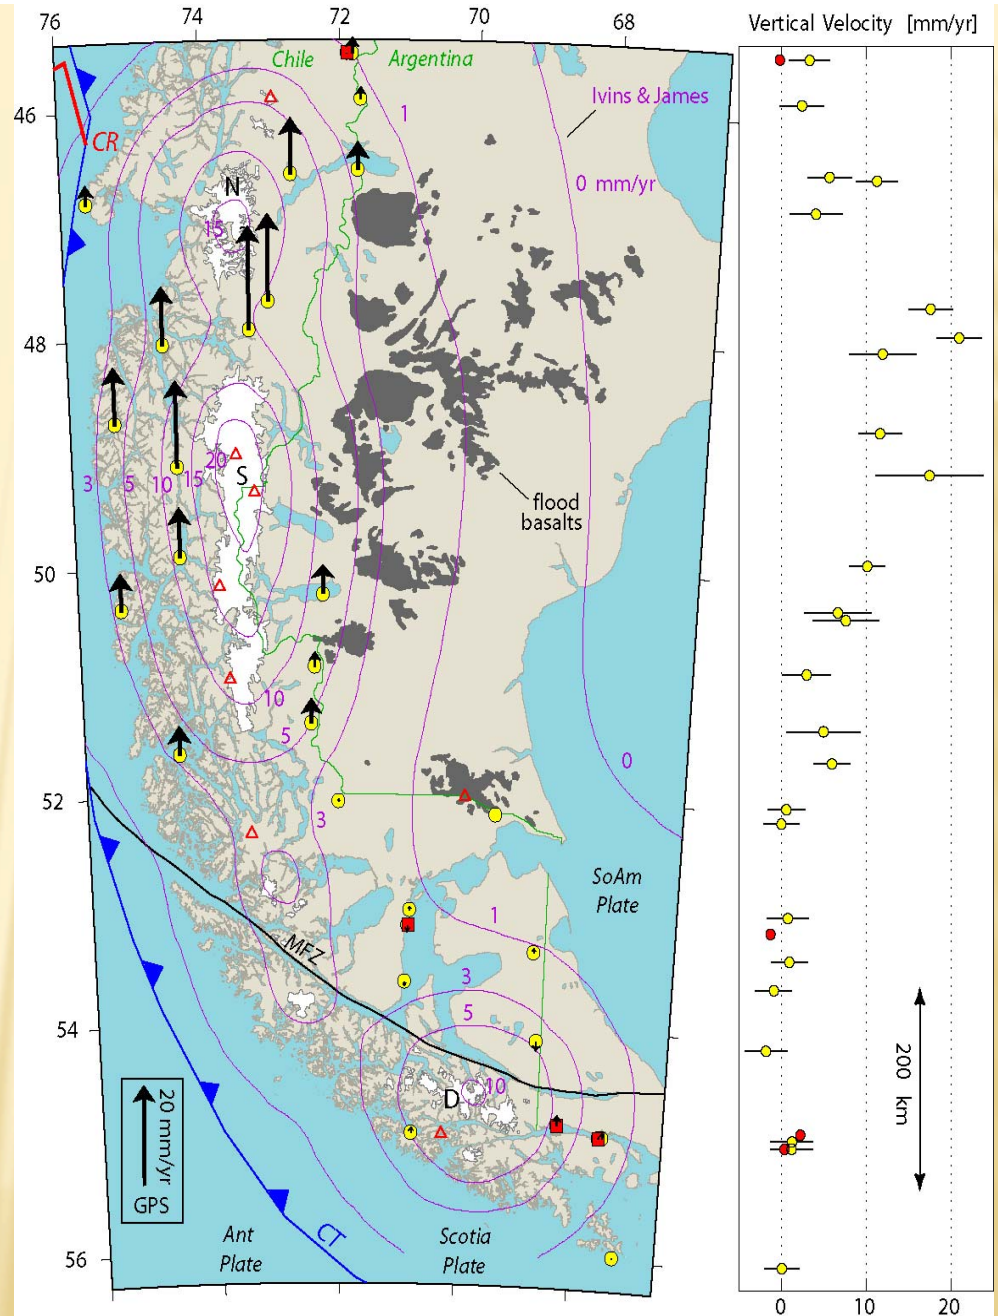 76
74
72
70
68
Vertical Velocity [mm/yr]
Chile
Argentina
46
CR
1
Ivins & James
0 mm/yr
N
15
48
20
S
3
5
10
15
flood
basalts
50
10
5
0
52
3
SoAm
Plate
1
MFZ
3
5
54
10
D
20 mm/yr
GPS
200 km
CT
Ant
Plate
Scotia
Plate
56
0
10
20